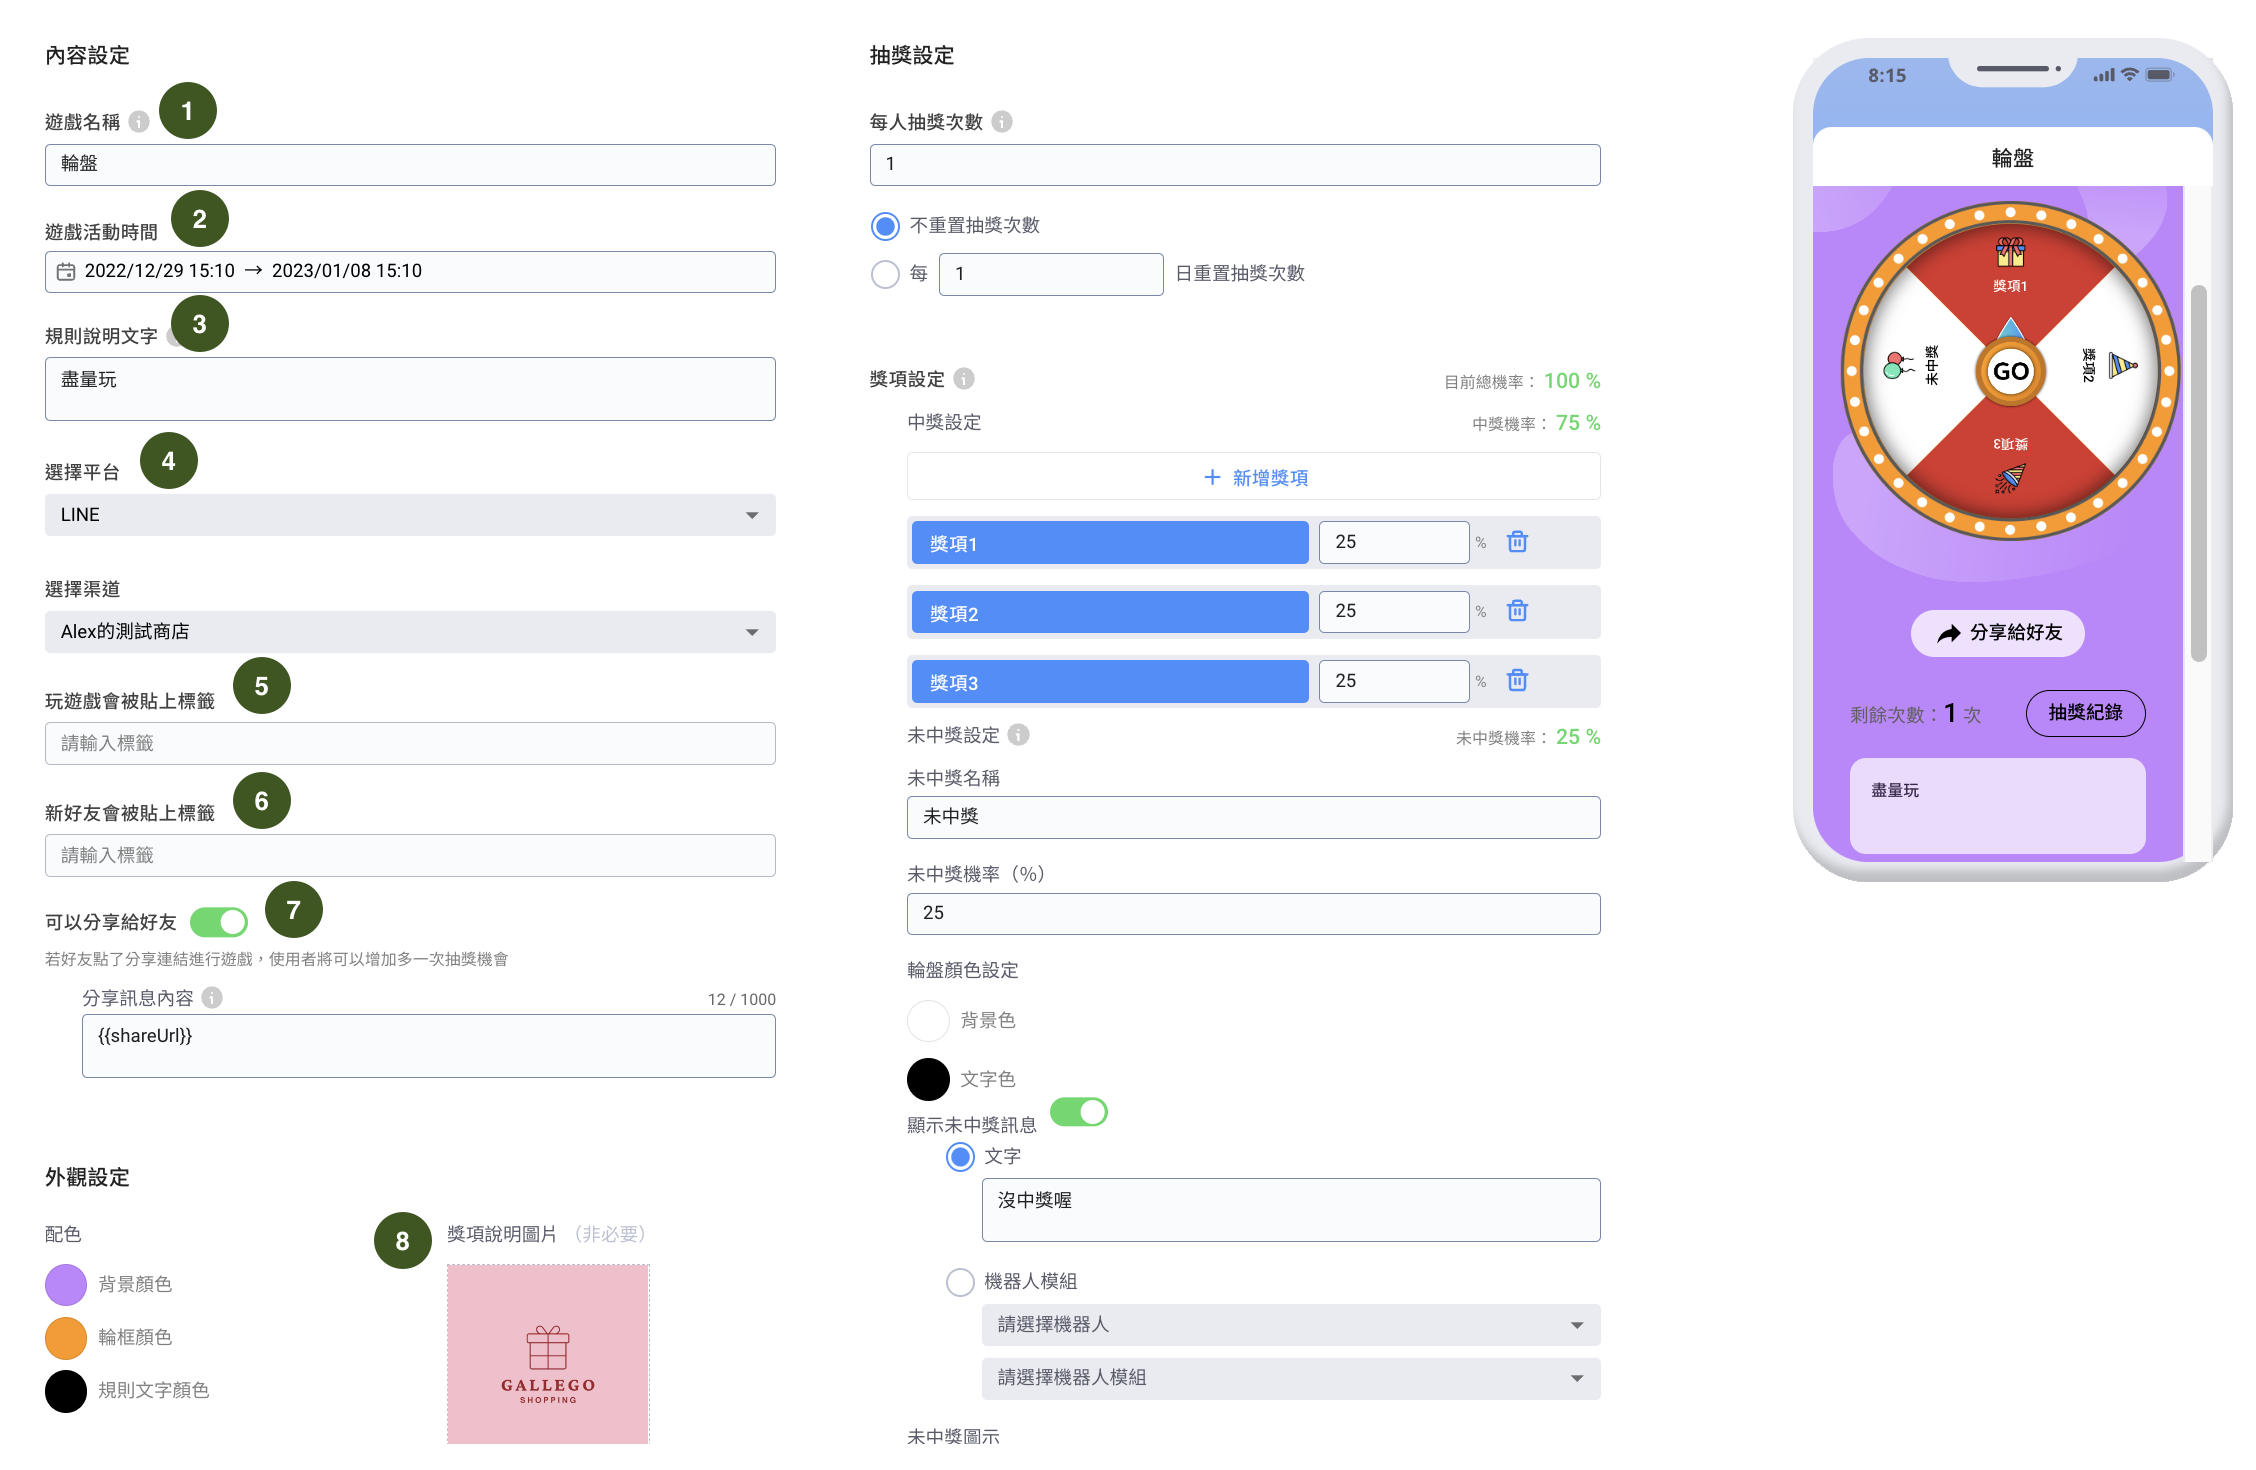 內容設定
遊戲名稱 i 1
輪盤
遊戲活動時間 2
2022/12/29 15:10 → 2023/01/08 15:10
規則說明文字 3
盡量玩
選擇平台 4
LINE
選擇渠道
Alex的測試商店
玩遊戲會被貼上標籤 5
請輸入標籤
新好友會被貼上標籤 6
請輸入標籤
可以分享給好友 7
若好友點了分享連結進行遊戲，使用者將可以增加多一次抽獎機會
分享訊息內容 i 12 / 1000
{{shareUrl}}
外觀設定
配色
背景顏色
輪框顏色
規則文字顏色
8 獎項說明圖片 （非必要）
GALLEGO
SHOPPING
抽獎設定
每人抽獎次數 i
1
不重置抽獎次數
每 1 日重置抽獎次數
獎項設定 i 目前總機率： 100 %
中獎設定 中獎機率： 75 %
+ 新增獎項
獎項1 25 %
獎項2 25 %
獎項3 25 %
未中獎設定 i 未中獎機率： 25 %
未中獎名稱
未中獎
未中獎機率（%）
25
輪盤顏色設定
背景色
文字色
顯示未中獎訊息
文字
沒中獎喔
機器人模組
請選擇機器人
請選擇機器人模組
未中獎圖示
8:15
輪盤
獎項1
未中獎
GO
獎項2
獎項3
分享給好友
剩餘次數：1 次 抽獎紀錄
盡量玩